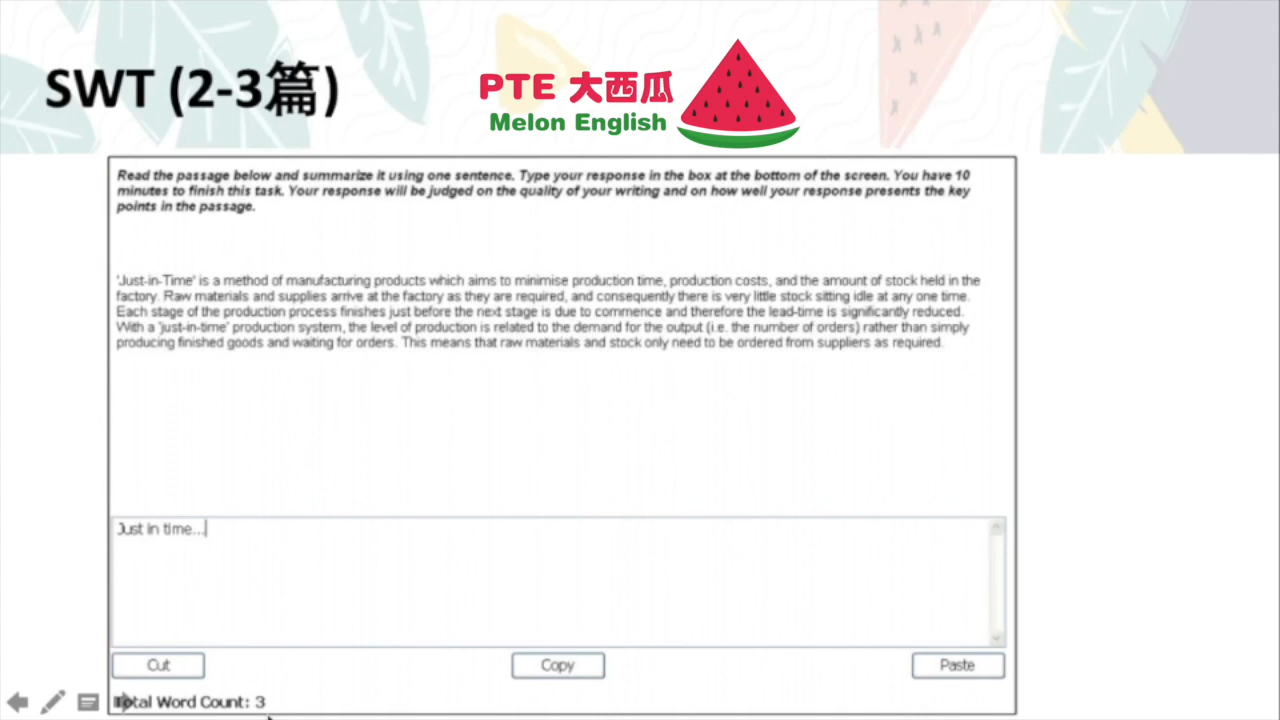 SWT (2-3篇)
PTE 大西瓜
Melon English
Read the passage below and summarize it using one sentence. Type your response in the box at the bottom of the screen. You have 10
minutes to finish this task. Your response will be judged on the quality of your writing and on how well your response presents the key
points in the passage.
'Just-in-Time' is a method of manufacturing products which aims to minimise production time, production costs, and the amount of stock held in the
factory. Raw materials and supplies arrive at the factory as they are required, and consequently there is very little stock sitting idle at any one time.
Each stage of the production process finishes just before the next stage is due to commence and therefore the lead-time is significantly reduced.
With a 'just-in-time' production system, the level of production is related to the demand for the output (i.e. the number of orders) rather than simply
producing finished goods and waiting for orders. This means that raw materials and stock only need to be ordered from suppliers as required.
Just in time...
Cut
Copy
Paste
Total Word Count: 3